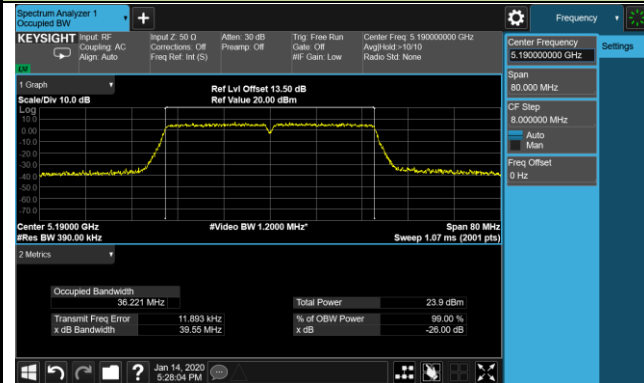 Spectrum Analyzer 1
Occupied BW
+
Frequency
KEYSIGHT
Input: RF
Coupling: AC
Align: Auto
Input Z: 50 Ω
Corrections: Off
Freq Ref: Int (S)
Atten: 30 dB
Preamp: Off
Trig: Free Run
Gate: Off
#IF Gain: Low
Center Freq: 5.190000000 GHz
Avg|Hold:>10/10
Radio Std: None
Center Frequency
5.190000000 GHz
Settings
Span
80.000 MHz
CF Step
8.000000 MHz
Auto
Man
Freq Offset
0 Hz
1 Graph
Scale/Div 10.0 dB
Ref Lvl Offset 13.50 dB
Ref Value 20.00 dBm
Log
10.0
0.00
-10.0
-20.0
-30.0
-40.0
-50.0
-60.0
-70.0
Center 5.19000 GHz
#Res BW 390.00 kHz
#Video BW 1.2000 MHz*
Span 80 MHz
Sweep 1.07 ms (2001 pts)
2 Metrics
Occupied Bandwidth
36.221 MHz
Total Power 23.9 dBm
Transmit Freq Error 11.893 kHz
% of OBW Power 99.00 %
x dB Bandwidth 39.55 MHz
x dB -26.00 dB
?
Jan 14, 2020
5:28:04 PM